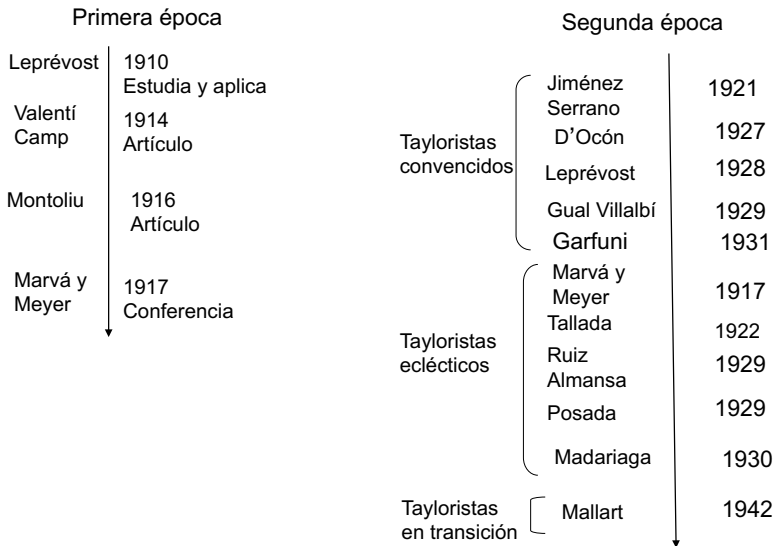 Primera época
Leprévost
1910
Estudia y aplica
Valentí
Camp
1914
Artículo
Montoliu
1916
Artículo
Marvá y
Meyer
1917
Conferencia
Segunda época
Tayloristas
convencidos
Jiménez
Serrano
1921
D’Ocón
1927
Leprévost
1928
Gual Villalbí
1929
Garfuni
1931
Tayloristas
eclécticos
Marvá y
Meyer
1917
Tallada
1922
Ruiz
Almansa
1929
Posada
1929
Madariaga
1930
Tayloristas
en transición
Mallart
1942